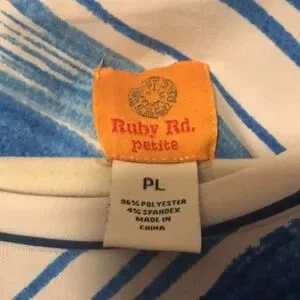 Ruby Rd.
petite
PL
96% POLYESTER
4% SPANDEX
MADE IN
CHINA